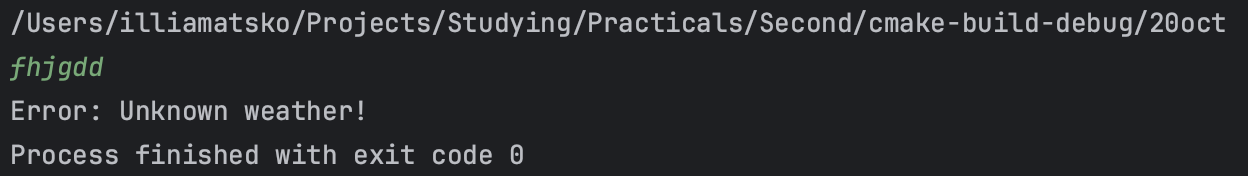 /Users/illiamatsko/Projects/Studying/Practicals/Second/cmake-build-debug/20oct
fhjgdd
Error: Unknown weather!
Process finished with exit code 0